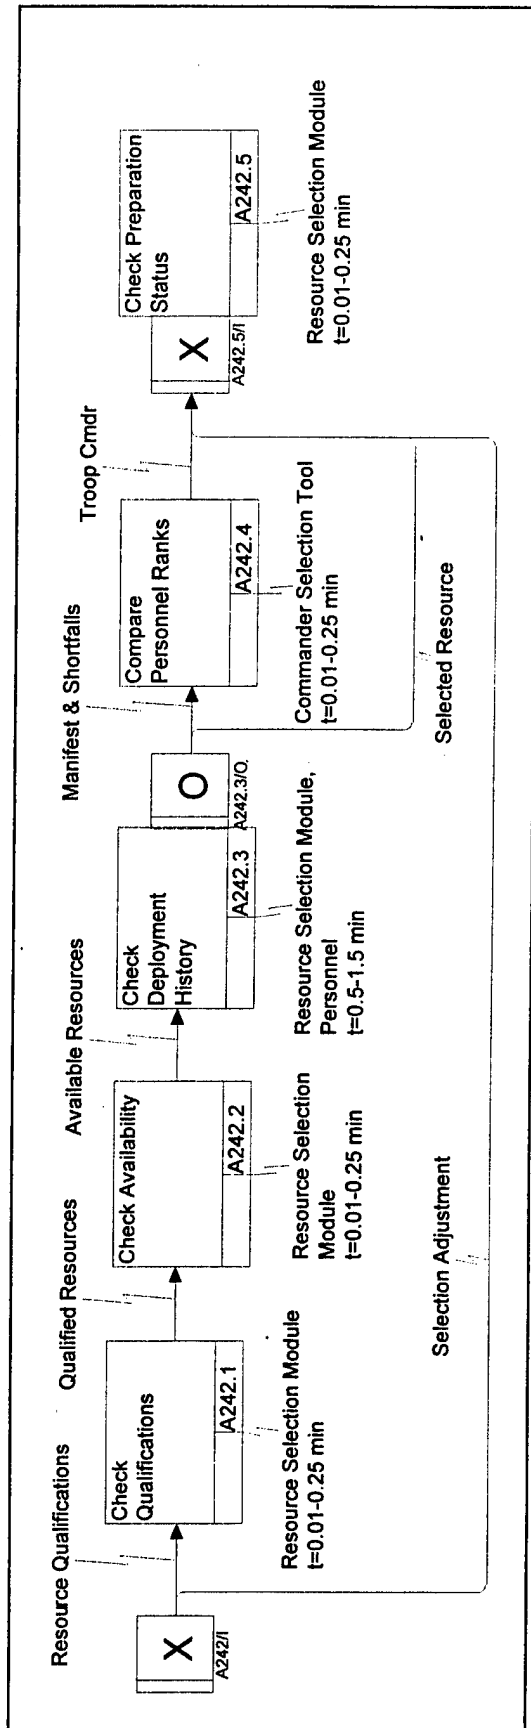 Resource Qualifications
X
A242/I
Check
Qualifications
A242.1
Resource Selection Module
t=0.01-0.25 min
Qualified Resources
Check Availability
A242.2
Resource Selection
Module
t=0.01-0.25 min
Available Resources
Check
Deployment
History
A242.3
Resource Selection Module,
Personnel
t=0.5-1.5 min
O
A242.3/O.
Manifest & Shortfalls
Compare
Personnel Ranks
A242.4
Commander Selection Tool
t=0.01-0.25 min
Troop Cmdr
X
A242.5/I
Check Preparation
Status
A242.5
Resource Selection Module
t=0.01-0.25 min
Selected Resource
Selection Adjustment